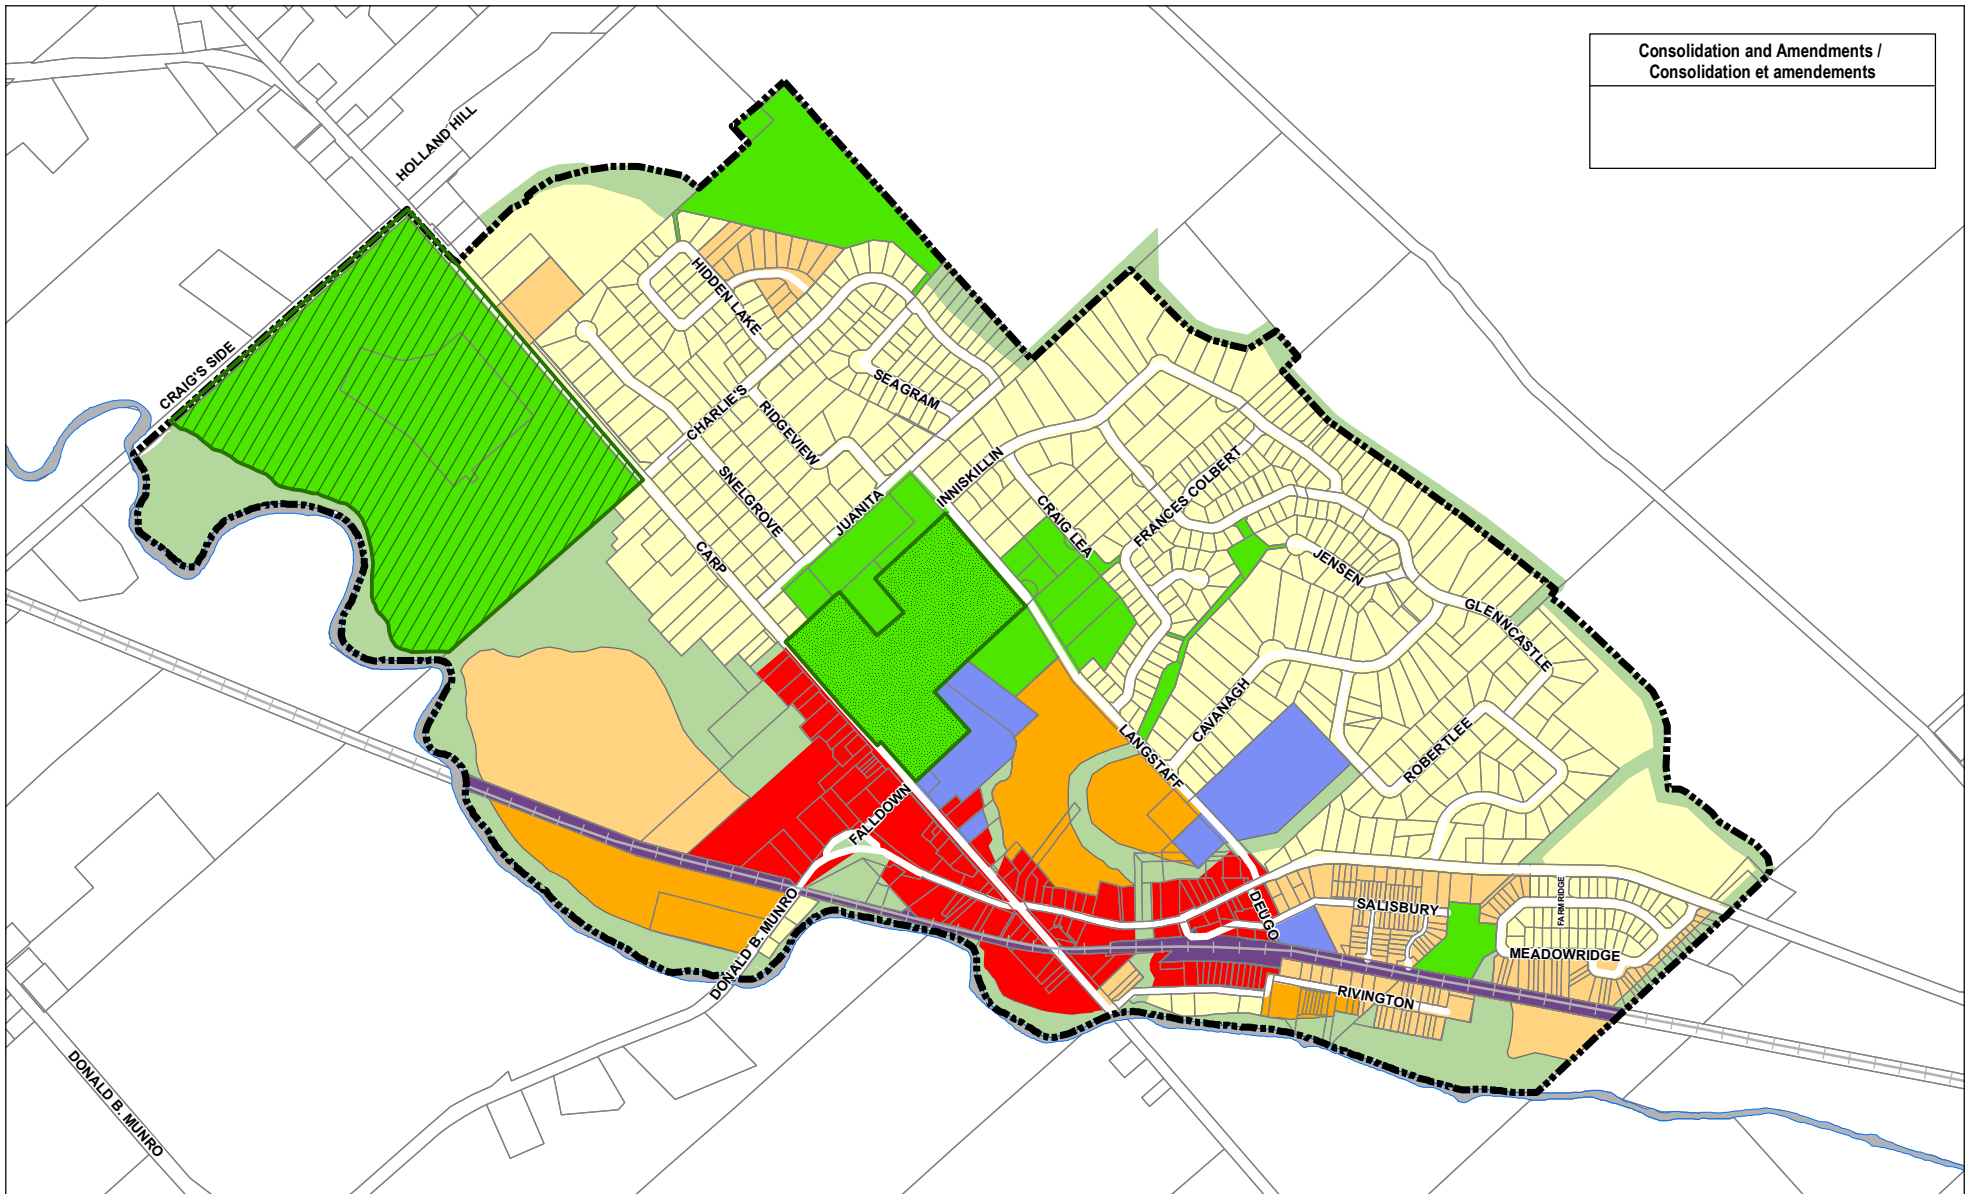 Consolidation and Amendments /
Consolidation et amendements
HOLLAND HILL
CRAIG'S SIDE
HIDDEN LAKE
SEAGRAM
CHARLIE'S
RIDGEVIEW
SNELGROVE
JUANITA
INNISKILLIN
CRAIG LEA
FRANCES COLBERT
CARP
JENSEN
GLENNCASTLE
CAVANAGH
LANGSTAFF
ROBERTLEE
FALLDOWN
DONALD B. MUNRO
DEUGO
SALISBURY
FARMRIDGE
MEADOWRIDGE
RIVINGTON
DONALD B. MUNRO